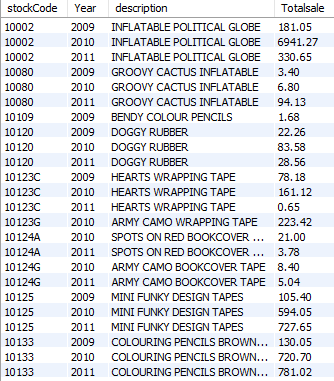 stockCode Year description Totalsale
10002 2009 INFLATABLE POLITICAL GLOBE 181.05
10002 2010 INFLATABLE POLITICAL GLOBE 6941.27
10002 2011 INFLATABLE POLITICAL GLOBE 330.65
10080 2009 GROOVY CACTUS INFLATABLE 3.40
10080 2010 GROOVY CACTUS INFLATABLE 6.80
10080 2011 GROOVY CACTUS INFLATABLE 94.13
10109 2009 BENDY COLOUR PENCILS 1.68
10120 2009 DOGGY RUBBER 22.26
10120 2010 DOGGY RUBBER 83.58
10120 2011 DOGGY RUBBER 28.56
10123C 2009 HEARTS WRAPPING TAPE 78.18
10123C 2010 HEARTS WRAPPING TAPE 161.12
10123C 2011 HEARTS WRAPPING TAPE 0.65
10123G 2010 ARMY CAMO WRAPPING TAPE 223.42
10124A 2010 SPOTS ON RED BOOKCOVER ... 21.00
10124A 2011 SPOTS ON RED BOOKCOVER ... 3.78
10124G 2010 ARMY CAMO BOOKCOVER TAPE 8.40
10124G 2011 ARMY CAMO BOOKCOVER TAPE 5.04
10125 2009 MINI FUNKY DESIGN TAPES 105.40
10125 2010 MINI FUNKY DESIGN TAPES 594.05
10125 2011 MINI FUNKY DESIGN TAPES 727.65
10133 2009 COLOURING PENCILS BROWN... 130.05
10133 2010 COLOURING PENCILS BROWN... 720.70
10133 2011 COLOURING PENCILS BROWN... 781.02